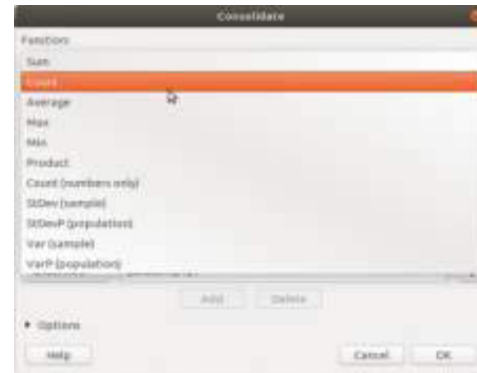 Consolidate
Function:
Sum
Count
Average
Max
Min
Product
Count (numbers only)
StDev (sample)
StDevP (population)
Var (sample)
VarP (population)
Add Delete
Options
Help Cancel OK